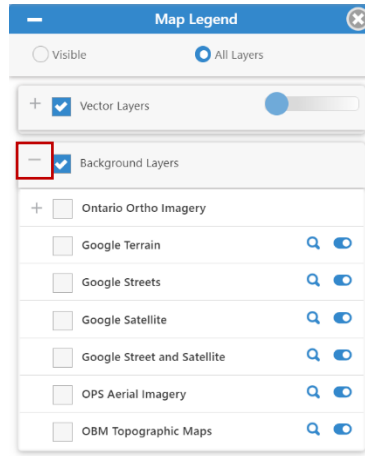 Map Legend
Visible All Layers
Vector Layers
Background Layers
Ontario Ortho Imagery
Google Terrain
Google Streets
Google Satellite
Google Street and Satellite
OPS Aerial Imagery
OBM Topographic Maps